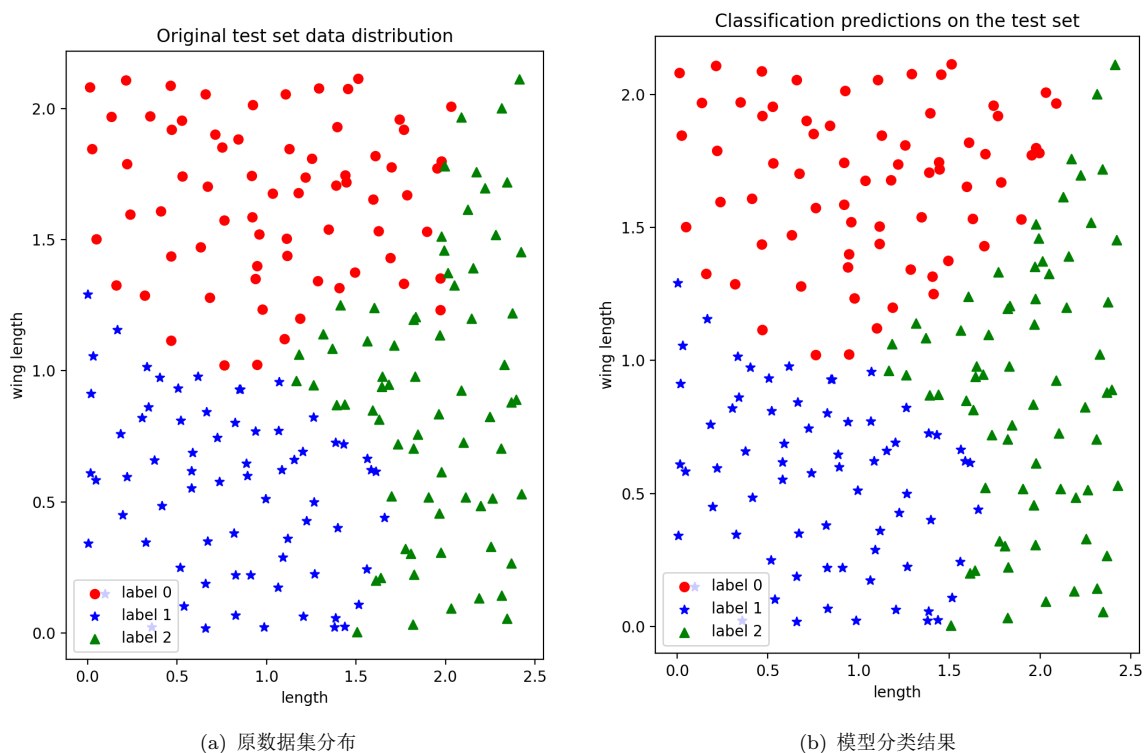 Original test set data distribution
wing length
2.0
1.5
1.0
0.5
0.0
label 0
label 1
label 2
0.0 0.5 1.0 1.5 2.0 2.5
length
(a) 原数据集分布
Classification predictions on the test set
wing length
2.0
1.5
1.0
0.5
0.0
label 0
label 1
label 2
0.0 0.5 1.0 1.5 2.0 2.5
length
(b) 模型分类结果